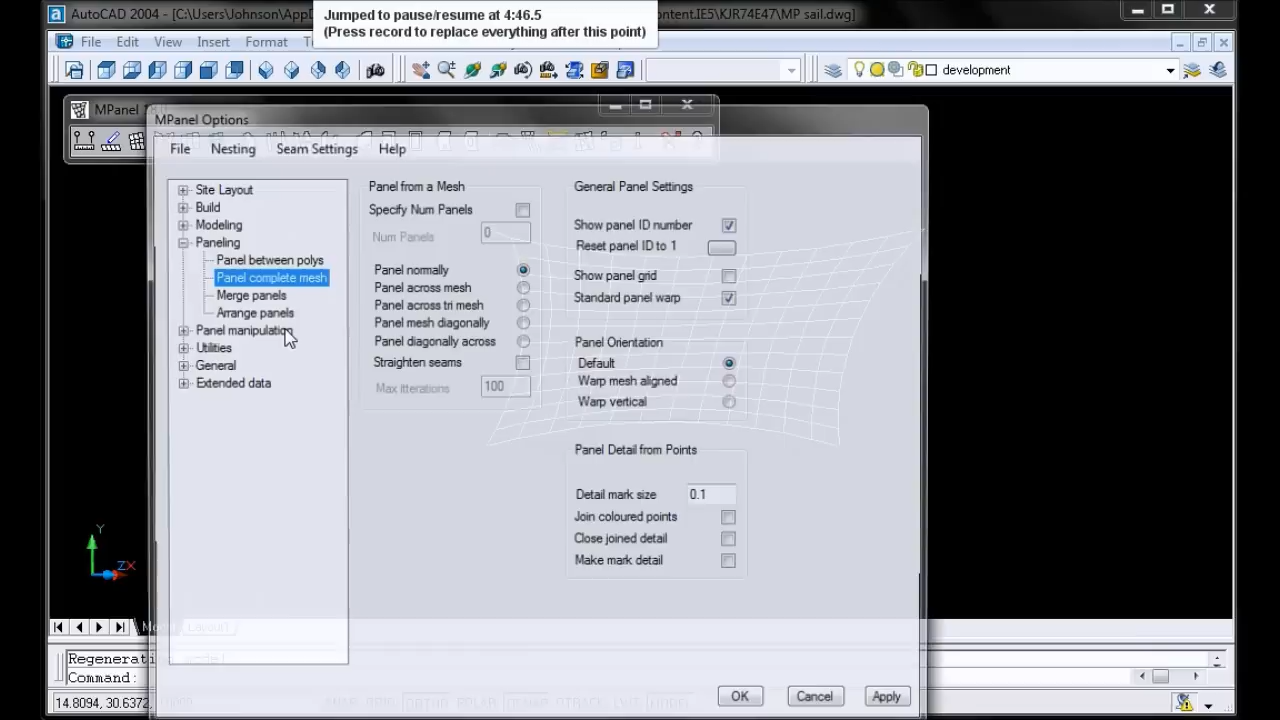 AutoCAD 2004 - [C:\Users\Johnson\AppD
Jumped to pause/resume at 4:46.5
(Press record to replace everything after this point)
ontent.IE5\KJR74E47\MP sail.dwg]
File Edit View Insert Format T
development
MPanel 1
MPanel Options
File Nesting Seam Settings Help
Site Layout
Build
Modeling
Paneling
Panel between polys
Panel complete mesh
Merge panels
Arrange panels
Panel manipulation
Utilities
General
Extended data
Panel from a Mesh
Specify Num Panels
Num Panels 0
Panel normally
Panel across mesh
Panel across tri mesh
Panel mesh diagonally
Panel diagonally across
Straighten seams
Max Itterations 100
General Panel Settings
Show panel ID number
Reset panel ID to 1
Show panel grid
Standard panel warp
Panel Orientation
Default
Warp mesh aligned
Warp vertical
Panel Detail from Points
Detail mark size 0.1
Join coloured points
Close joined detail
Make mark detail
Y
ZX
Layout1
Regenerati
Command:
14.8094, 30.6372,
OK Cancel Apply